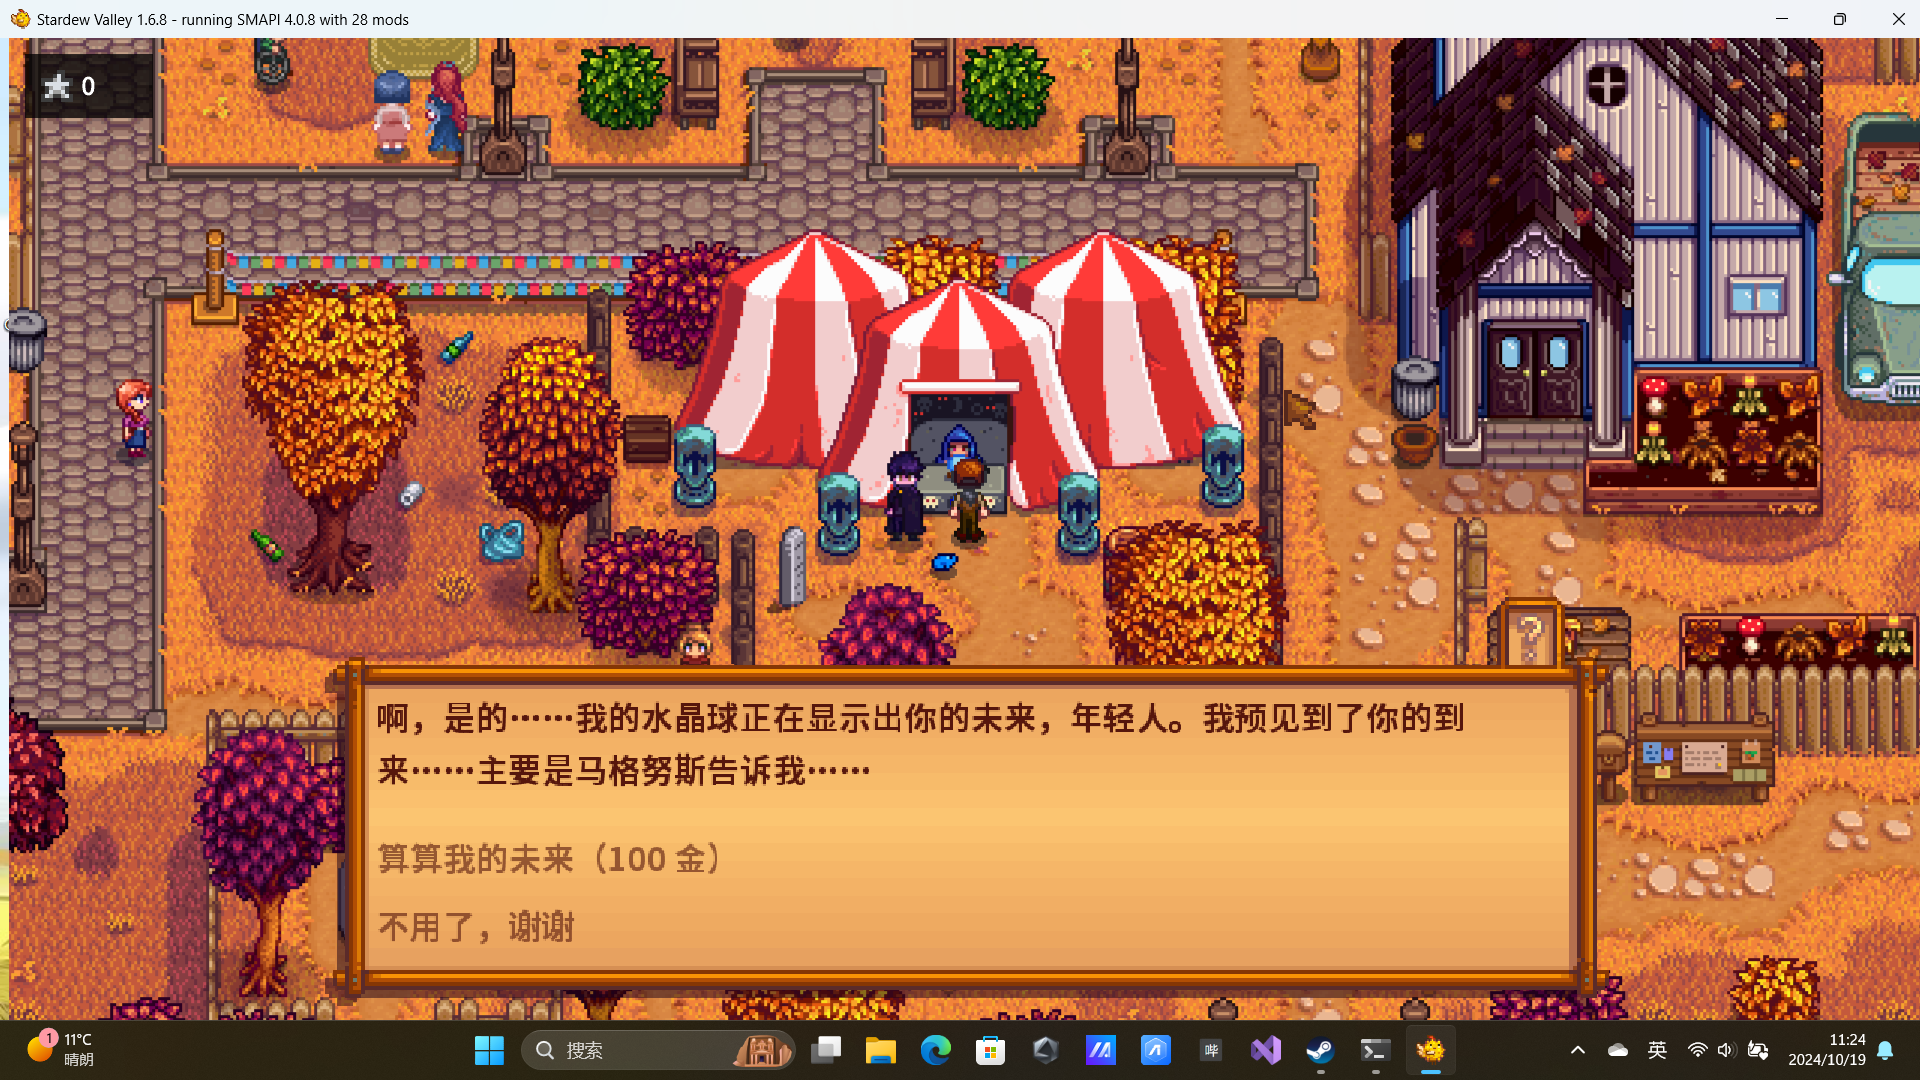 Stardew Valley 1.6.8 - running SMAPI 4.0.8 with 28 mods
0
?
啊，是的……我的水晶球正在显示出你的未来，年轻人。我预见到了你的到
来……主要是马格努斯告诉我……
算算我的未来（100 金）
不用了，谢谢
1
11°C
晴朗
搜索
哔
英
11:24
2024/10/19